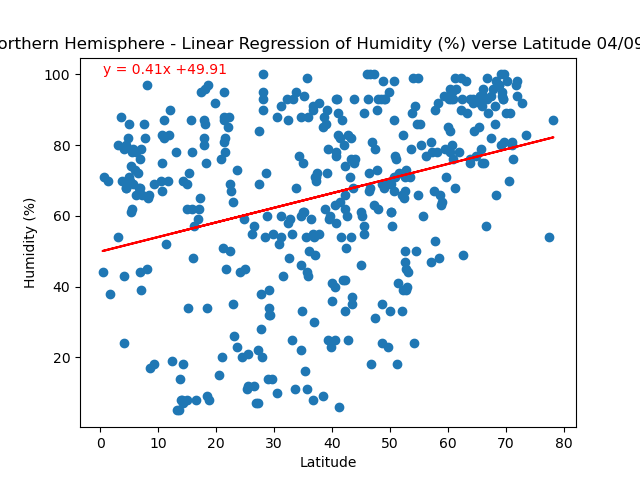 orthern Hemisphere - Linear Regression of Humidity (%) verse Latitude 04/09
y = 0.41x +49.91
100
80
60
40
20
Humidity (%)
0 10 20 30 40 50 60 70 80
Latitude